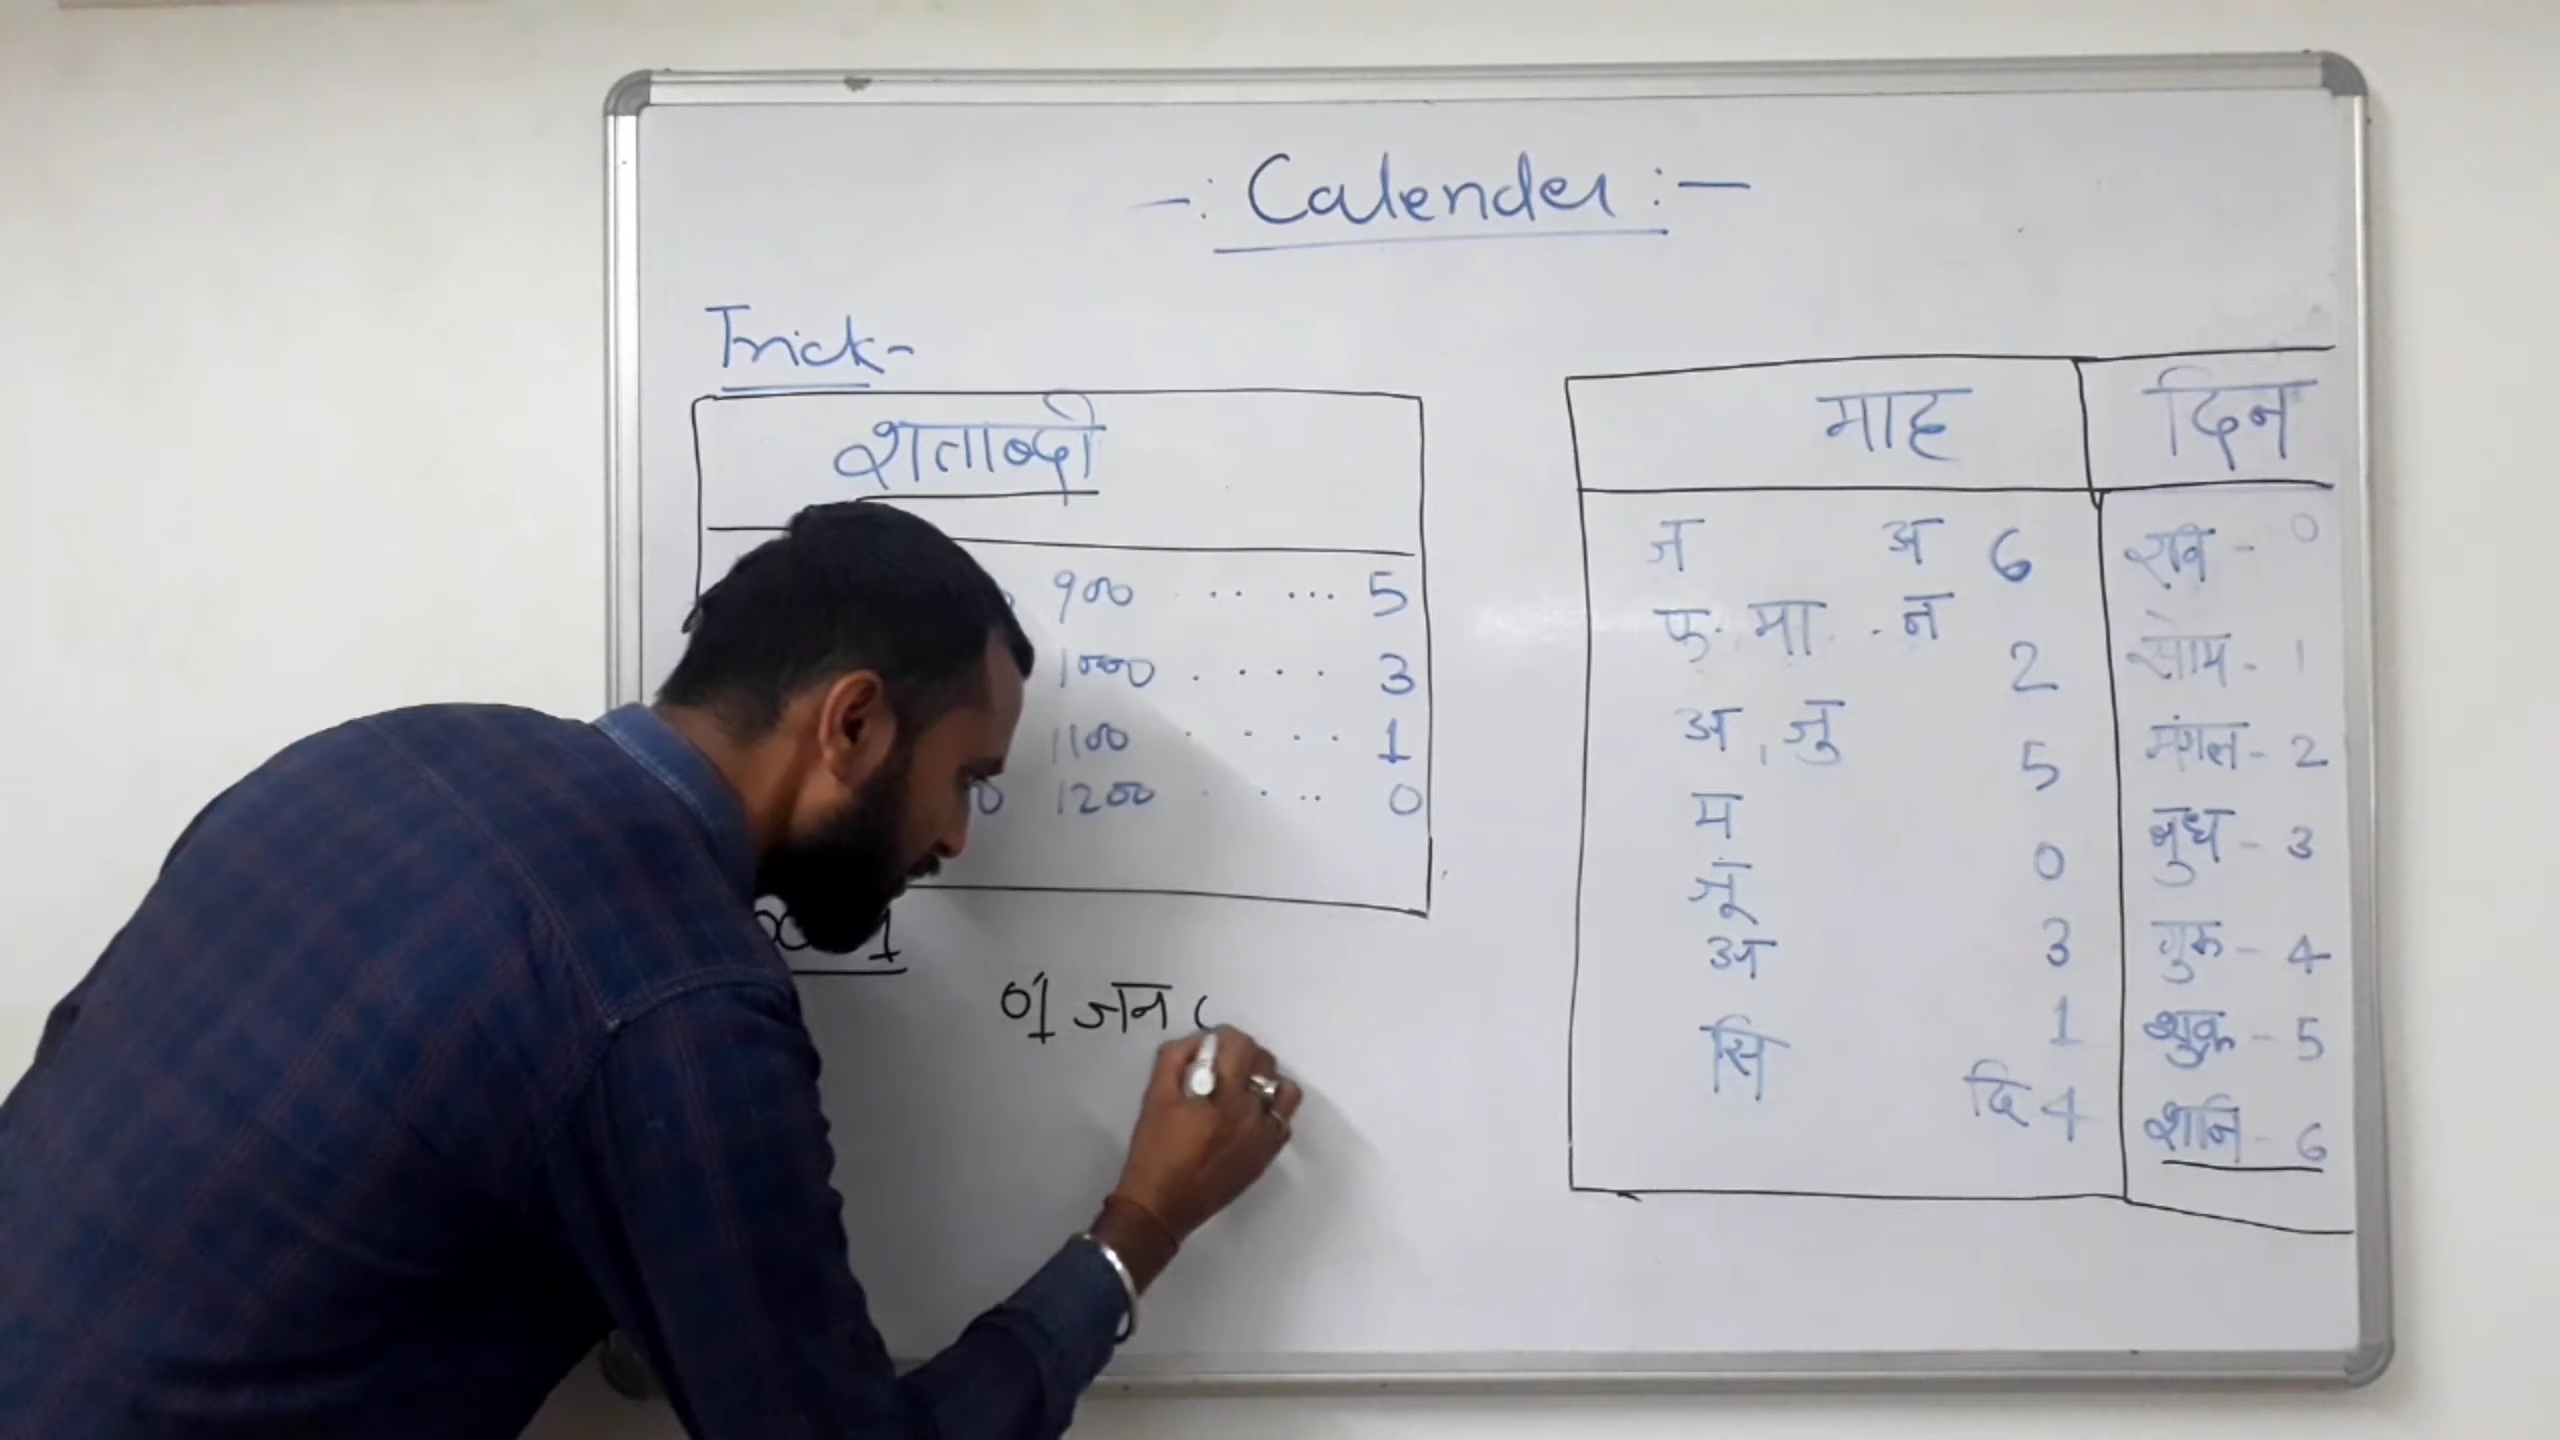 -: Calender :-
Trick-
शताब्दी
900 .. ... 5
1000 .... 3
1100 .... 1
1200 .... 0
1
01 जन
माह
ज अ 6
फ. मा. न 2
अ, जु 5
म 0
जू 3
अ 1
सि दि 4
दिन
रवि - 0
सोम - 1
मंगल - 2
बुध - 3
गुरु - 4
शुक्र - 5
शनि - 6